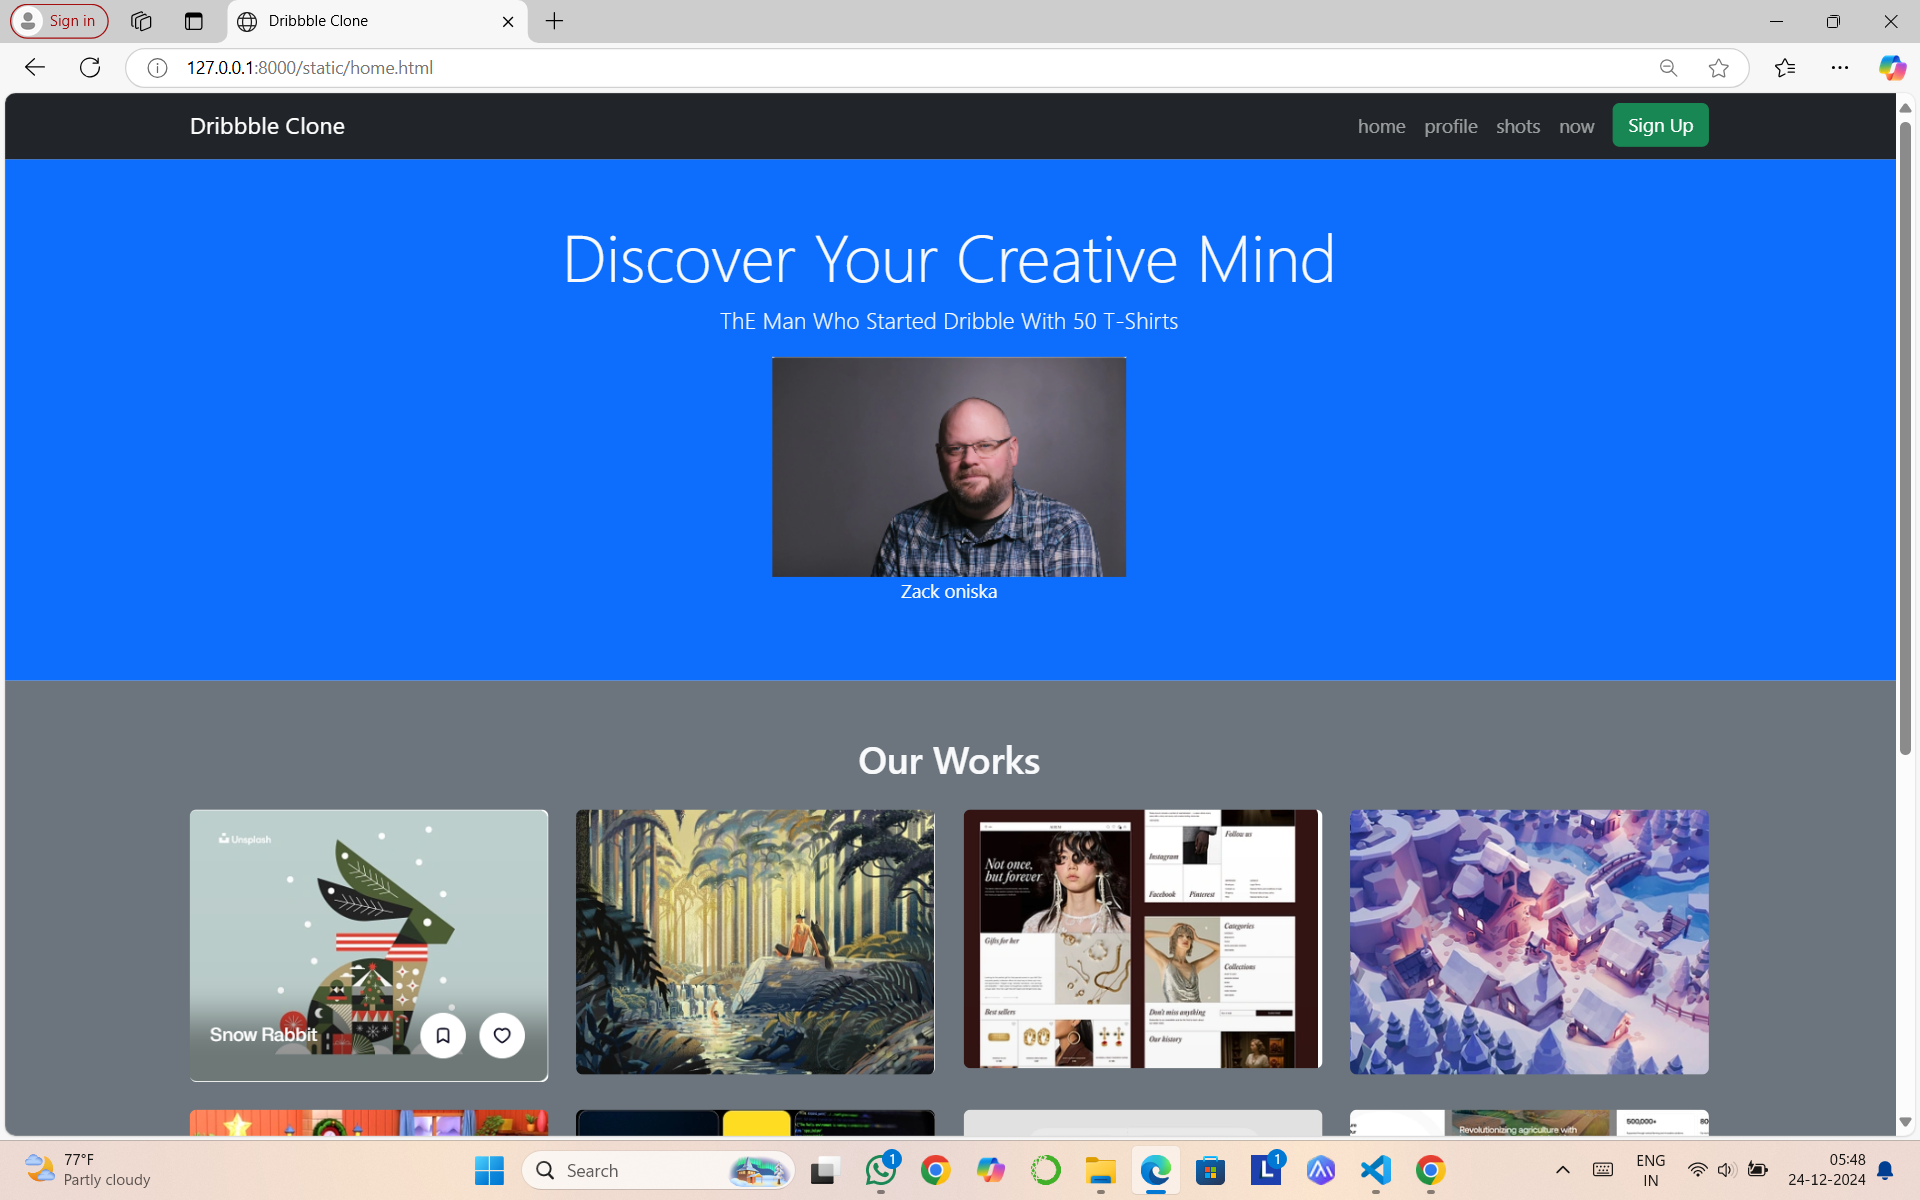 Sign in
Dribbble Clone
127.0.0.1:8000/static/home.html
Dribbble Clone
home profile shots now Sign Up
Discover Your Creative Mind
ThE Man Who Started Dribble With 50 T-Shirts
Zack oniska
Our Works
Unsplash
Snow Rabbit
Not once,
but forever
Gifts for her
Best sellers
Instagram
Facebook Pinterest
Follow us
Categories
Collections
Don't miss anything
Our history
Revolutionizing agriculture with
500,000+
80
77°F
Partly cloudy
Search
1
L
1
ENG
IN
05:48
24-12-2024